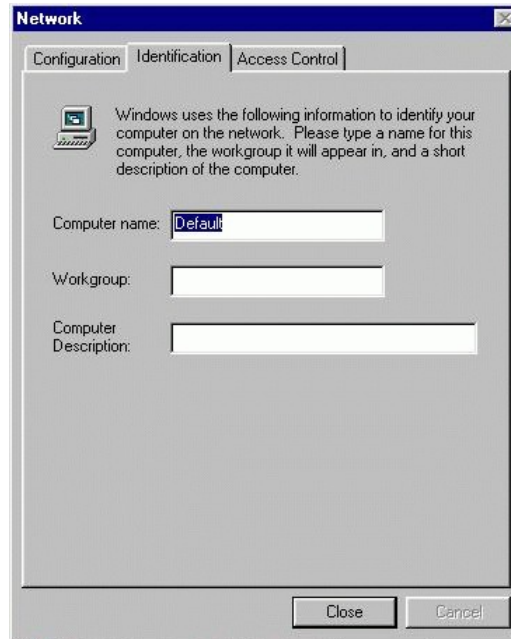 Network
Configuration Identification Access Control
Windows uses the following information to identify your
computer on the network. Please type a name for this
computer, the workgroup it will appear in, and a short
description of the computer.
Computer name: Default
Workgroup:
Computer
Description:
Close Cancel